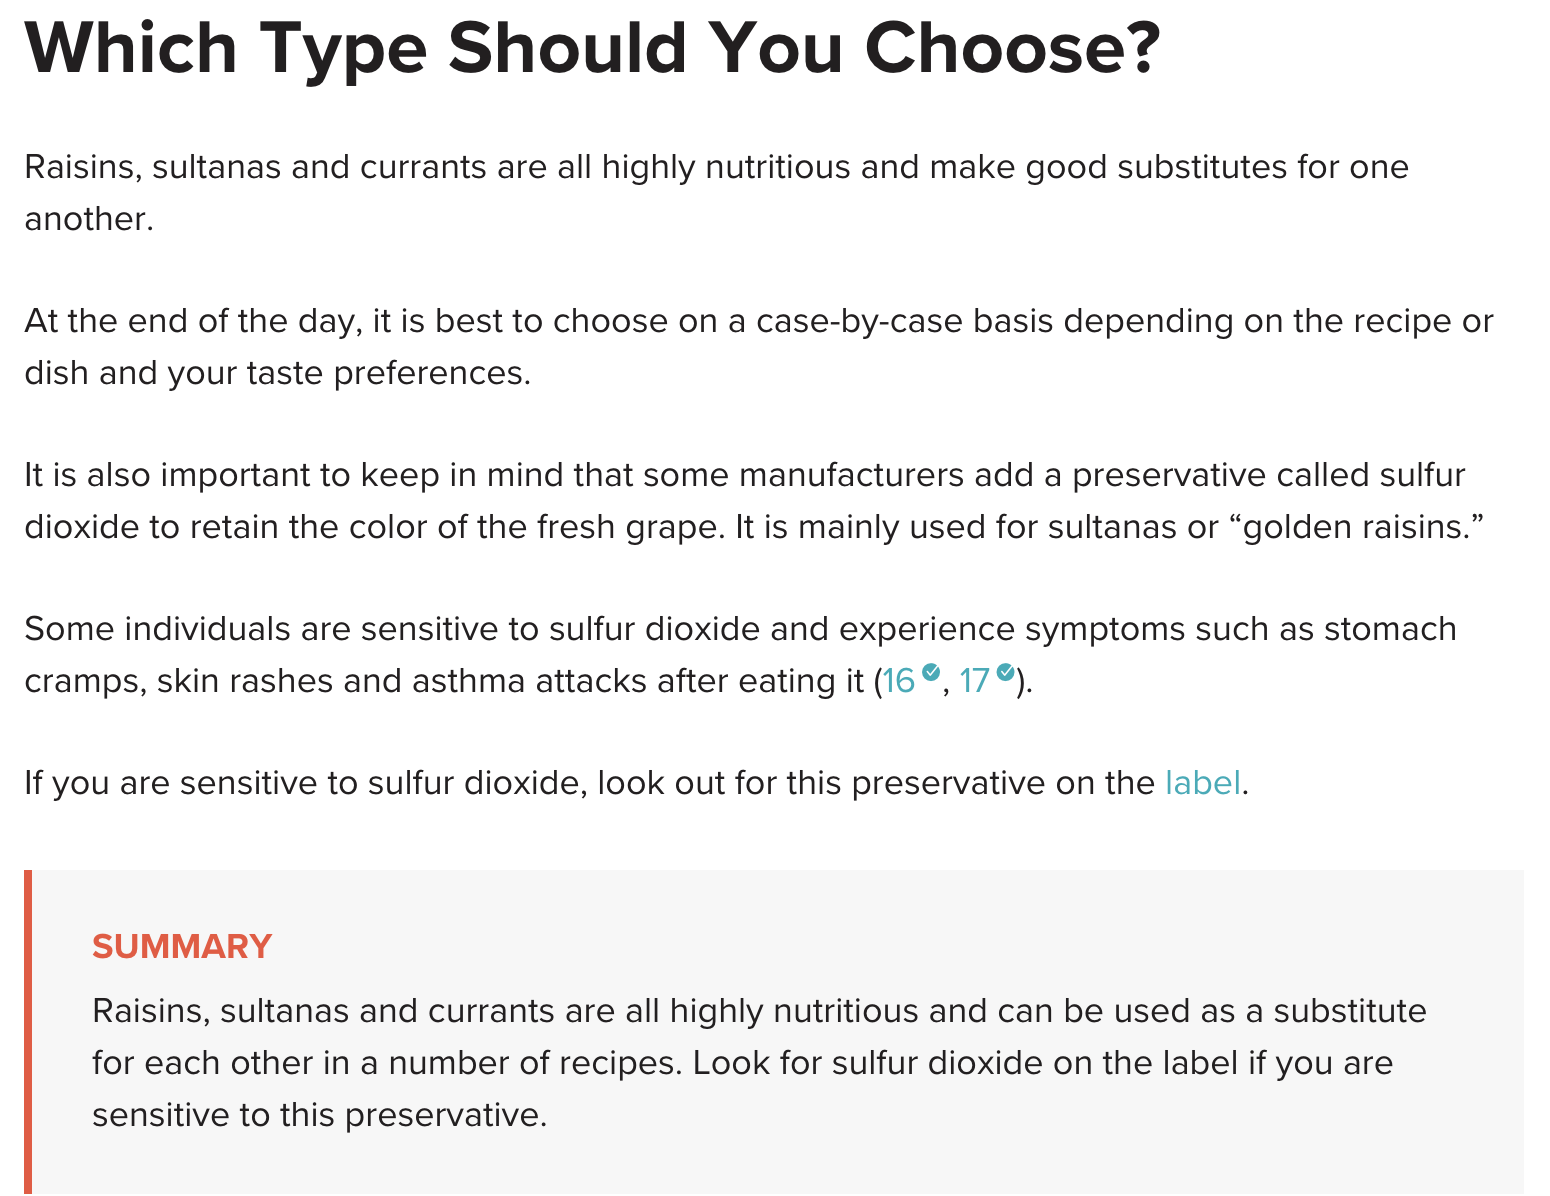 Which Type Should You Choose?
Raisins, sultanas and currants are all highly nutritious and make good substitutes for one
another.
At the end of the day, it is best to choose on a case-by-case basis depending on the recipe or
dish and your taste preferences.
It is also important to keep in mind that some manufacturers add a preservative called sulfur
dioxide to retain the color of the fresh grape. It is mainly used for sultanas or “golden raisins.”
Some individuals are sensitive to sulfur dioxide and experience symptoms such as stomach
cramps, skin rashes and asthma attacks after eating it (16, 17).
If you are sensitive to sulfur dioxide, look out for this preservative on the label.
SUMMARY
Raisins, sultanas and currants are all highly nutritious and can be used as a substitute
for each other in a number of recipes. Look for sulfur dioxide on the label if you are
sensitive to this preservative.